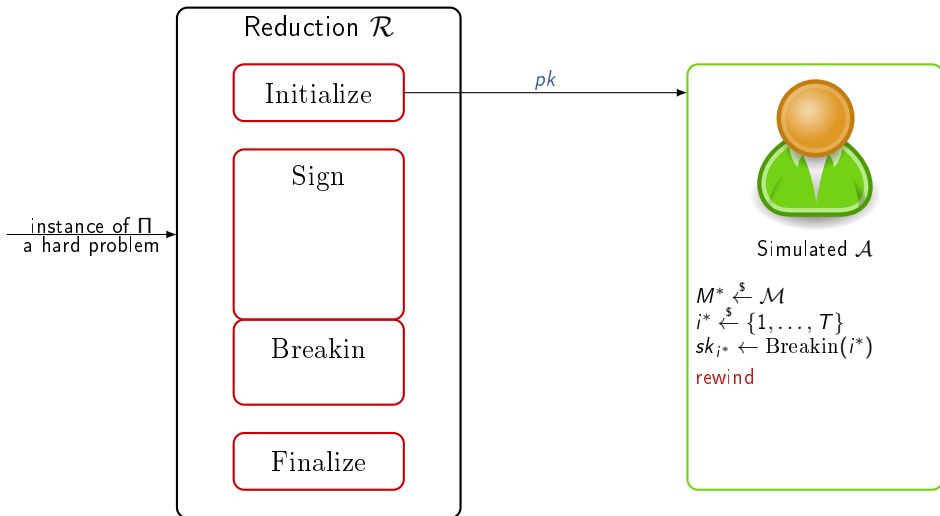 Reduction ℛ
Initialize
pk
Sign
instance of Π
a hard problem
Breakin
Finalize
Simulated 𝒜
M* ←$ ℳ
i* ←$ {1, …, T}
sk_{i*} ← Breakin(i*)
rewind